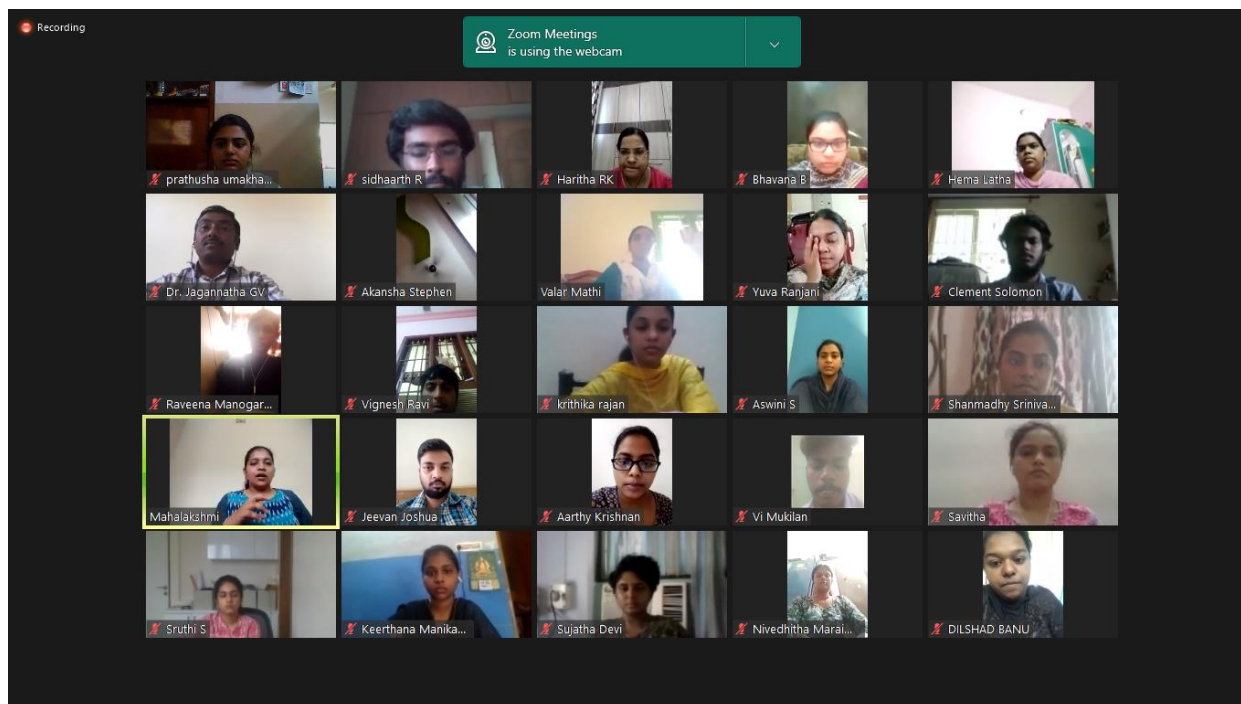 Recording
Zoom Meetings
is using the webcam
prathusha umakha...
sidhaarth R
Haritha RK
Bhavana B
Hema Latha
Dr. Jagannatha GV
Akansha Stephen
Valar Mathi
Yuva Ranjani
Clement Solomon
Raveena Manogar...
Vignesh Ravi
krithika rajan
Aswini S
Shanmadhy Sriniva...
Mahalakshmi
Jeevan Joshua
Aarthy Krishnan
Vi Mukilan
Savitha
Sruthi S
Keerthana Manika...
Sujatha Devi
Nivedhitha Marai...
DILSHAD BANU